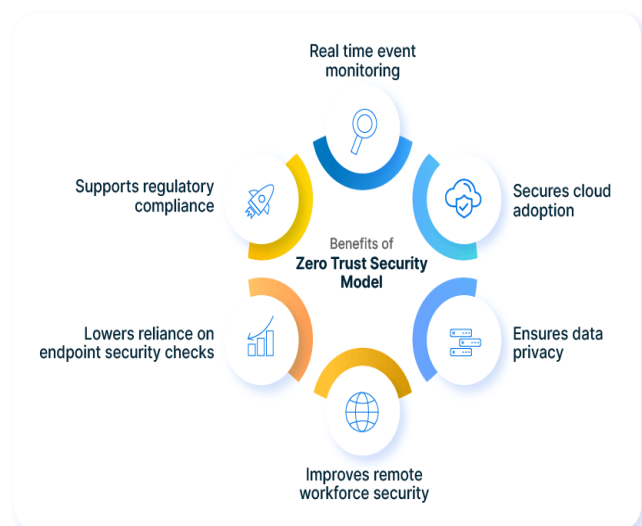 Real time event
monitoring
Supports regulatory
compliance
Secures cloud
adoption
Benefits of
Zero Trust Security
Model
Lowers reliance on
endpoint security checks
Ensures data
privacy
Improves remote
workforce security